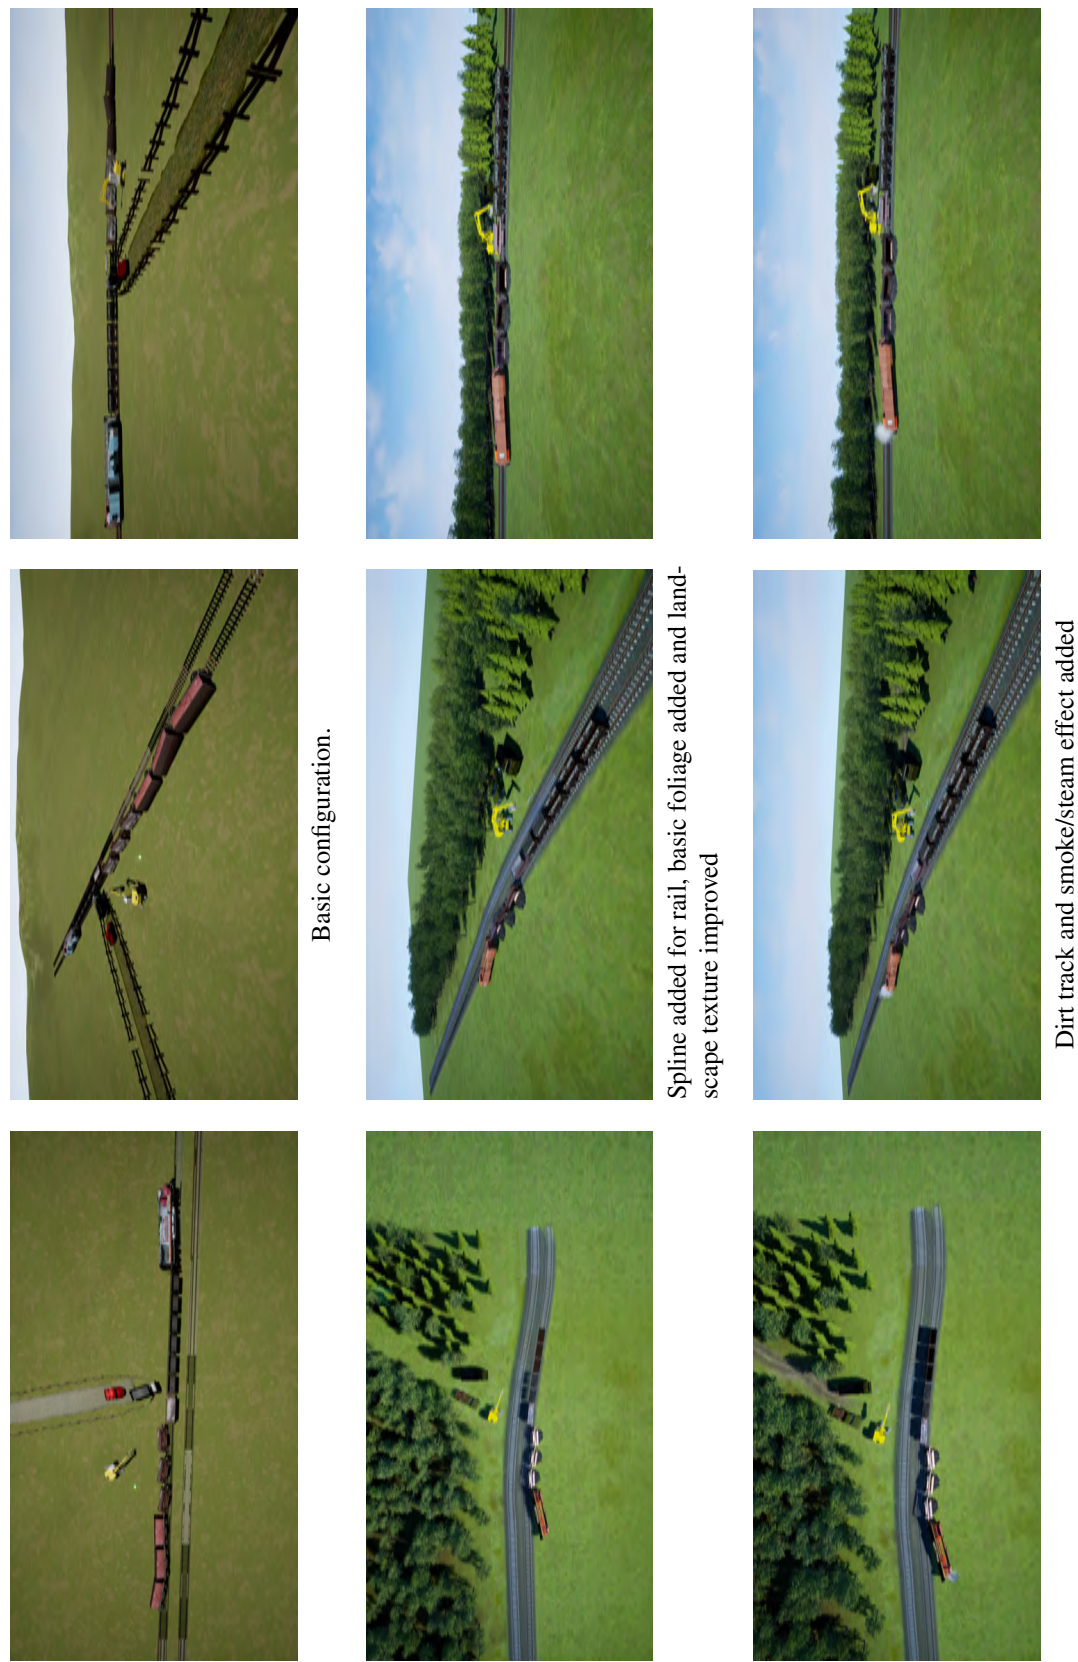 Basic configuration.
Spline added for rail, basic foliage added and land-
scape texture improved
Dirt track and smoke/steam effect added